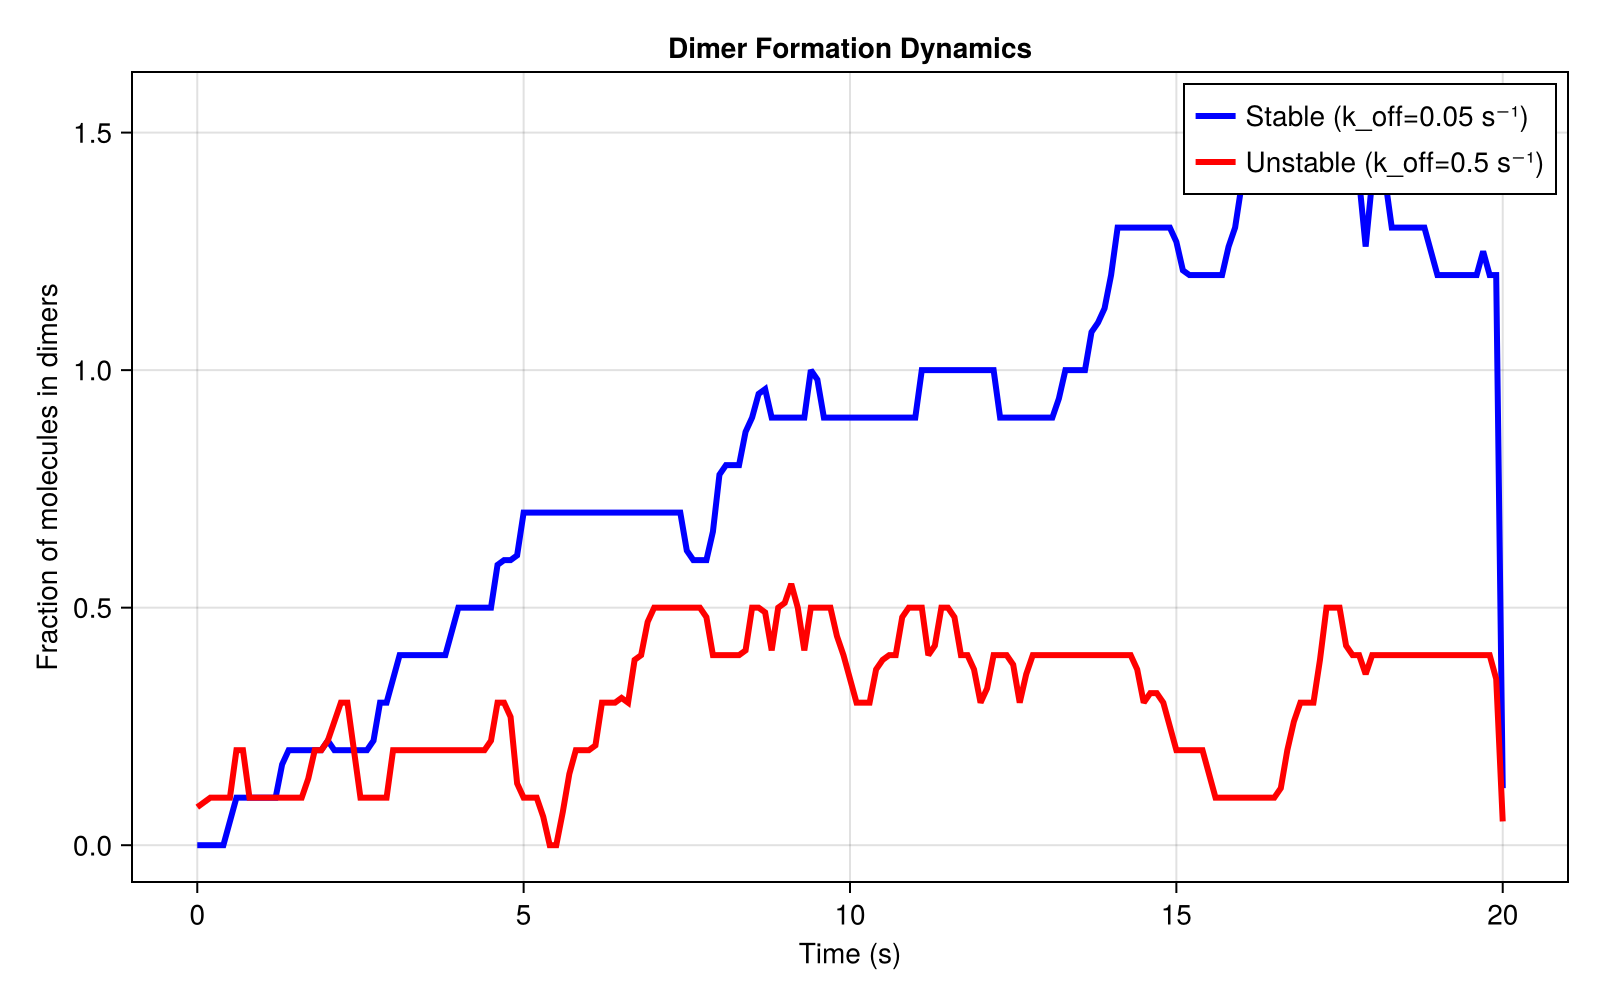 Dimer Formation Dynamics
Stable (k_off=0.05 s⁻¹)
Unstable (k_off=0.5 s⁻¹)
Fraction of molecules in dimers
1.5
1.0
0.5
0.0
0 5 10 15 20
Time (s)